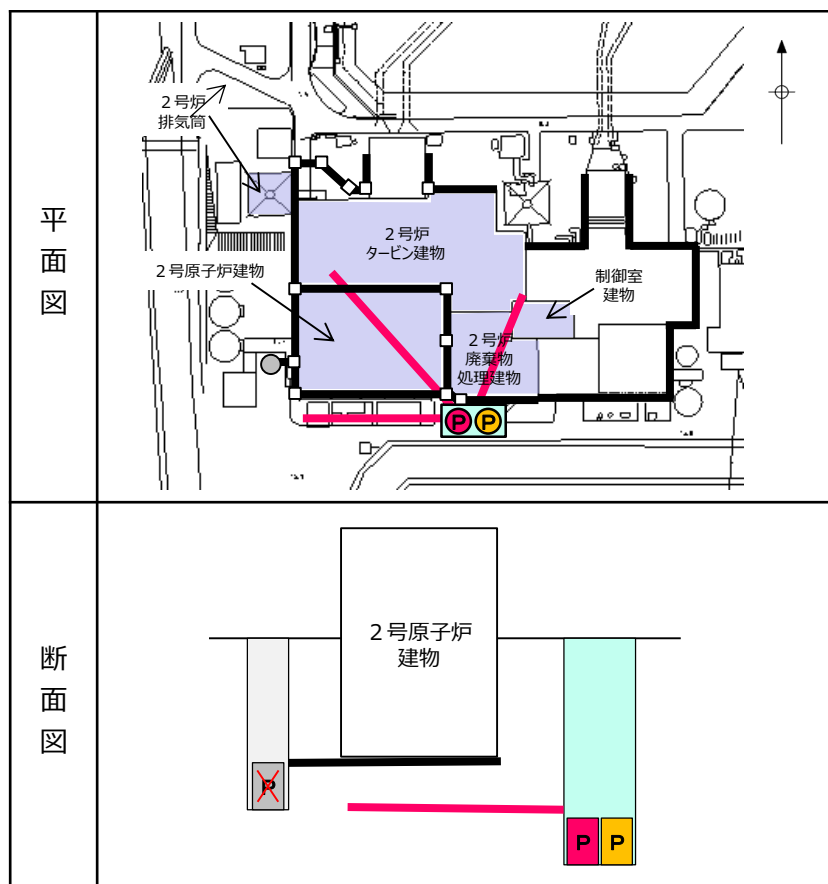 平面図
２号炉
排気筒
２号炉
タービン建物
２号原子炉建物
制御室
建物
２号炉
廃棄物
処理建物
P P
断面図
２号原子炉
建物
P
P P